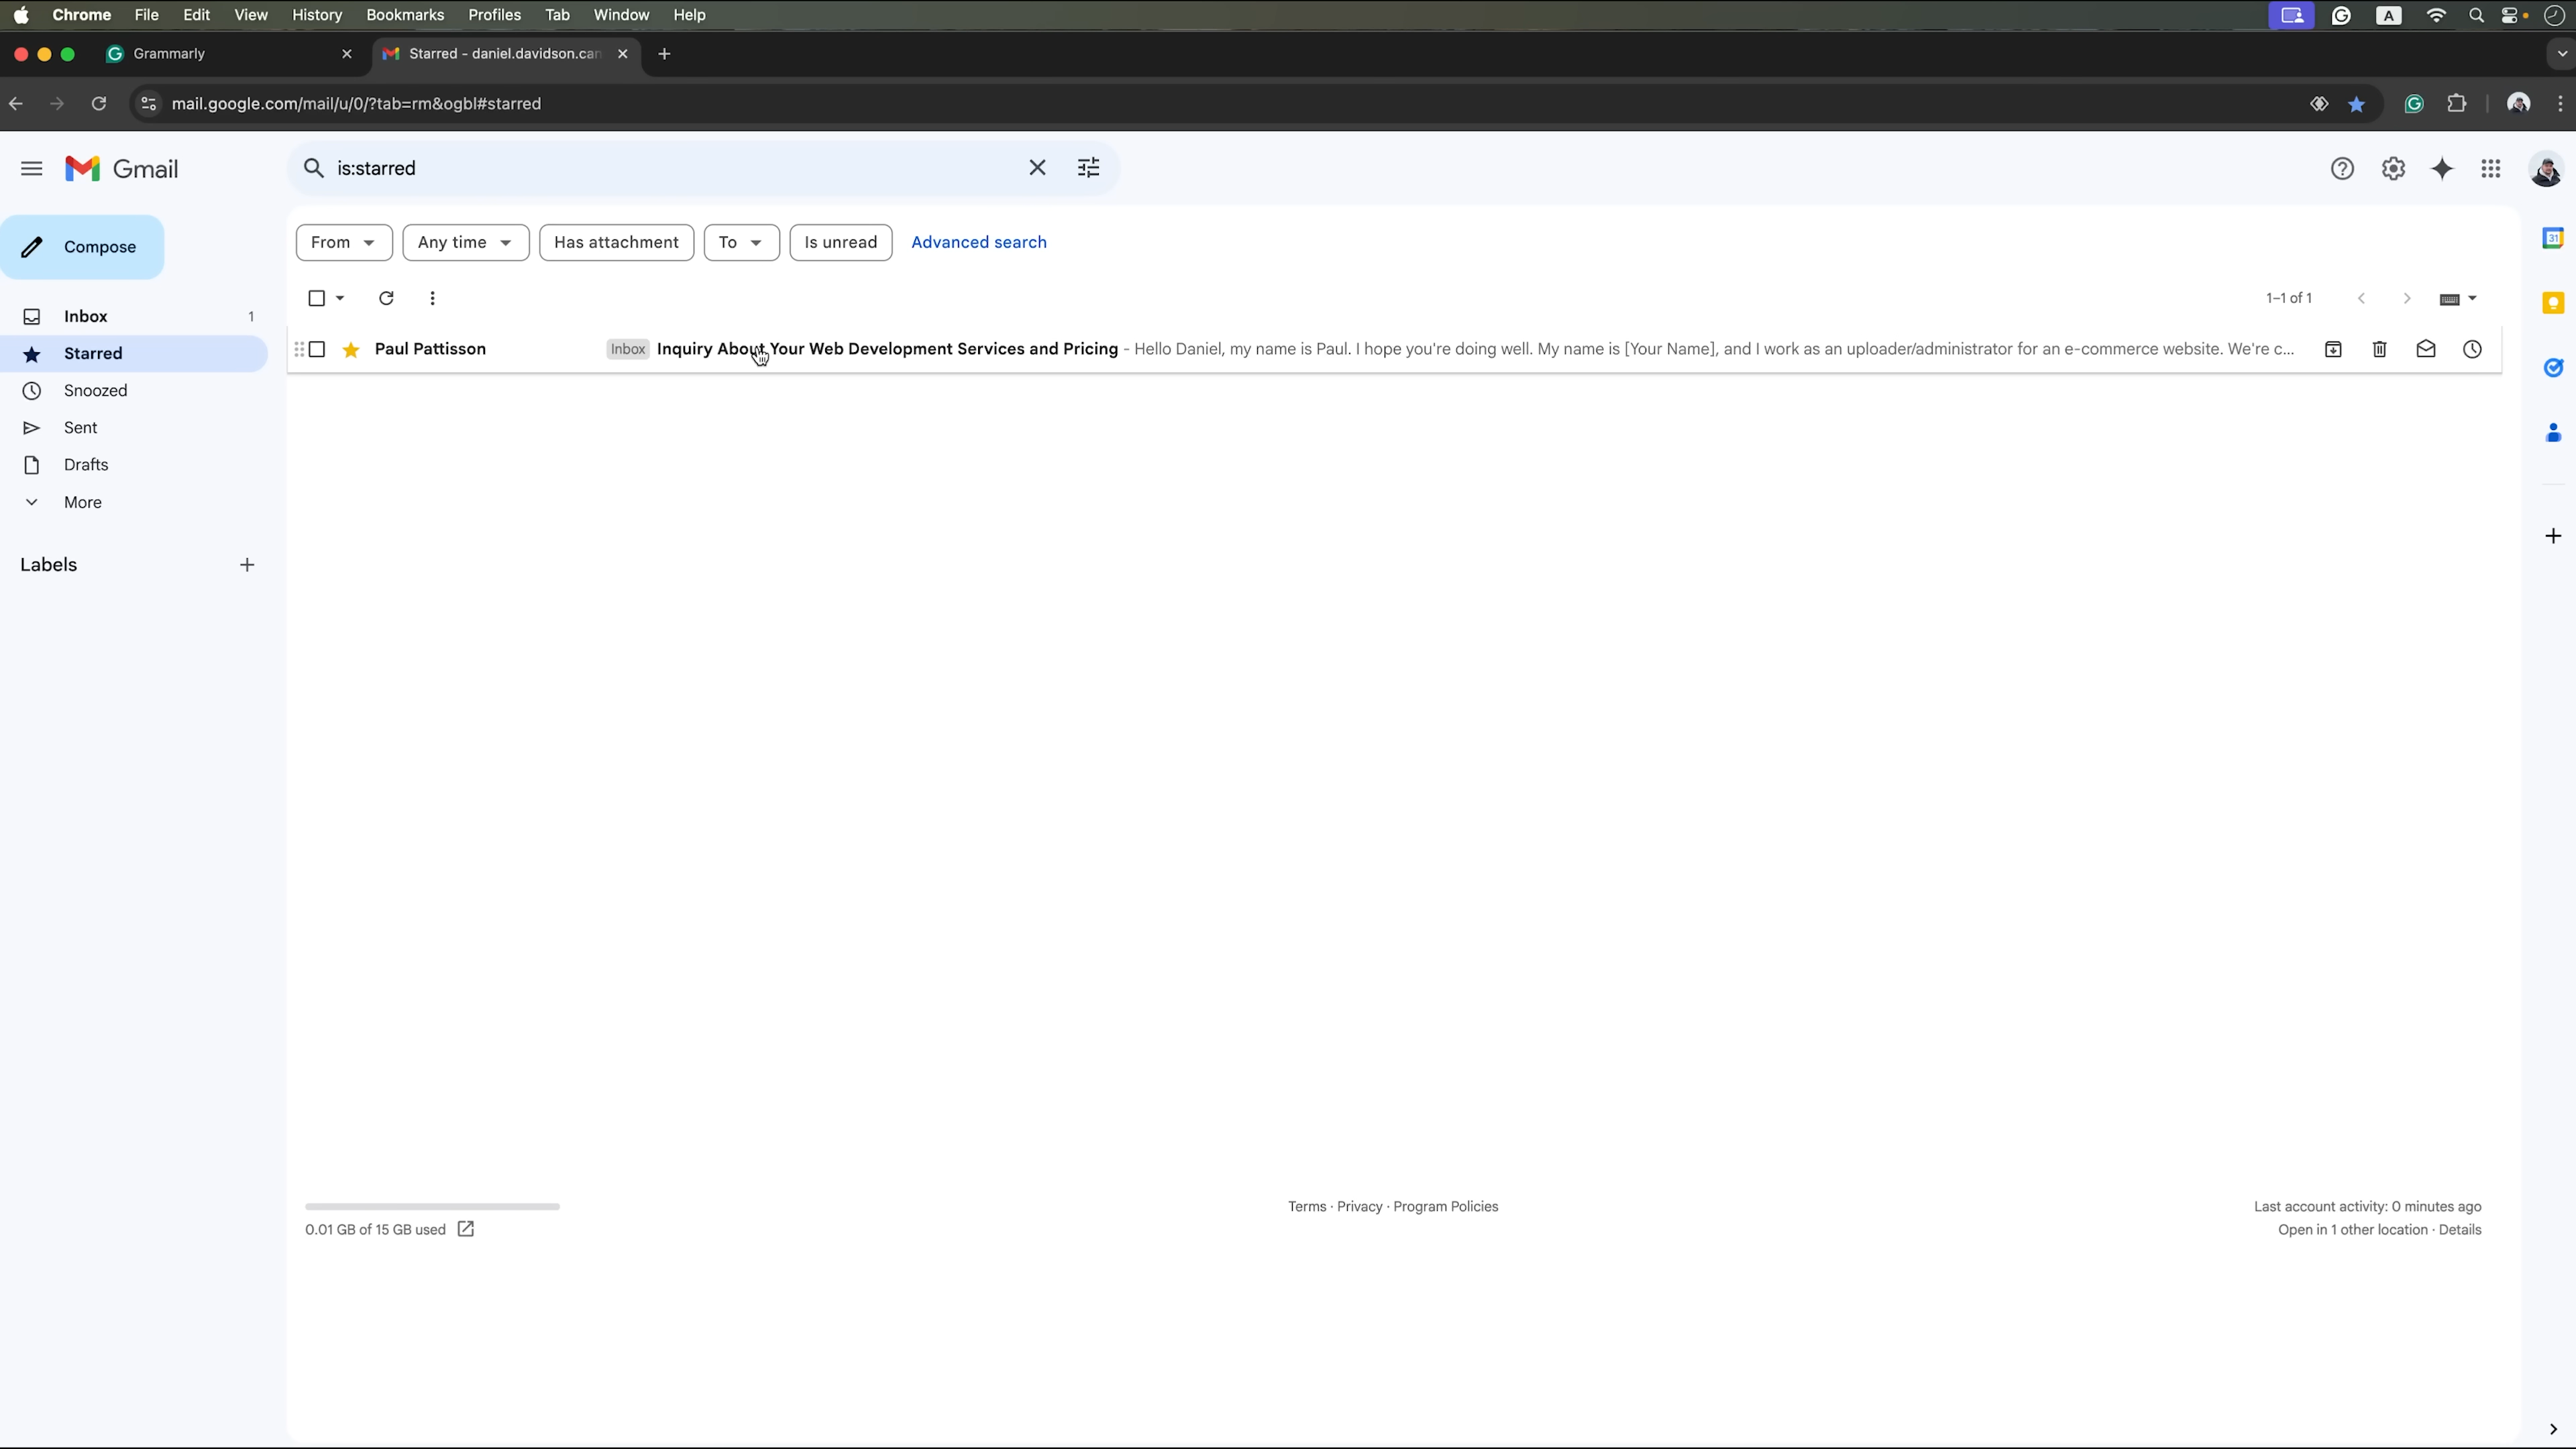 Chrome File Edit View History Bookmarks Profiles Tab Window Help A
Grammarly Starred - daniel.davidson.can
mail.google.com/mail/u/0/?tab=rm&ogbl#starred
Gmail is:starred
Compose
From Any time Has attachment To Is unread Advanced search
1–1 of 1
Inbox 1
Starred
Snoozed
Sent
Drafts
More
Labels
Paul Pattisson Inbox Inquiry About Your Web Development Services and Pricing - Hello Daniel, my name is Paul. I hope you're doing well. My name is [Your Name], and I work as an uploader/administrator for an e-commerce website. We're c...
31
0.01 GB of 15 GB used
Terms · Privacy · Program Policies
Last account activity: 0 minutes ago
Open in 1 other location · Details